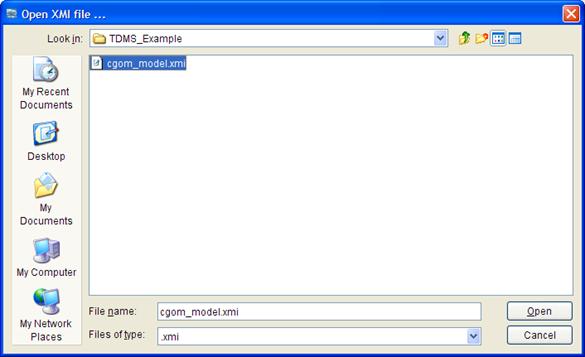 Open XMI file ...
Look in: TDMS_Example
cgom_model.xmi
My Recent
Documents
Desktop
My
Documents
My Computer
My Network
Places
File name: cgom_model.xmi
Open
Files of type: .xmi
Cancel